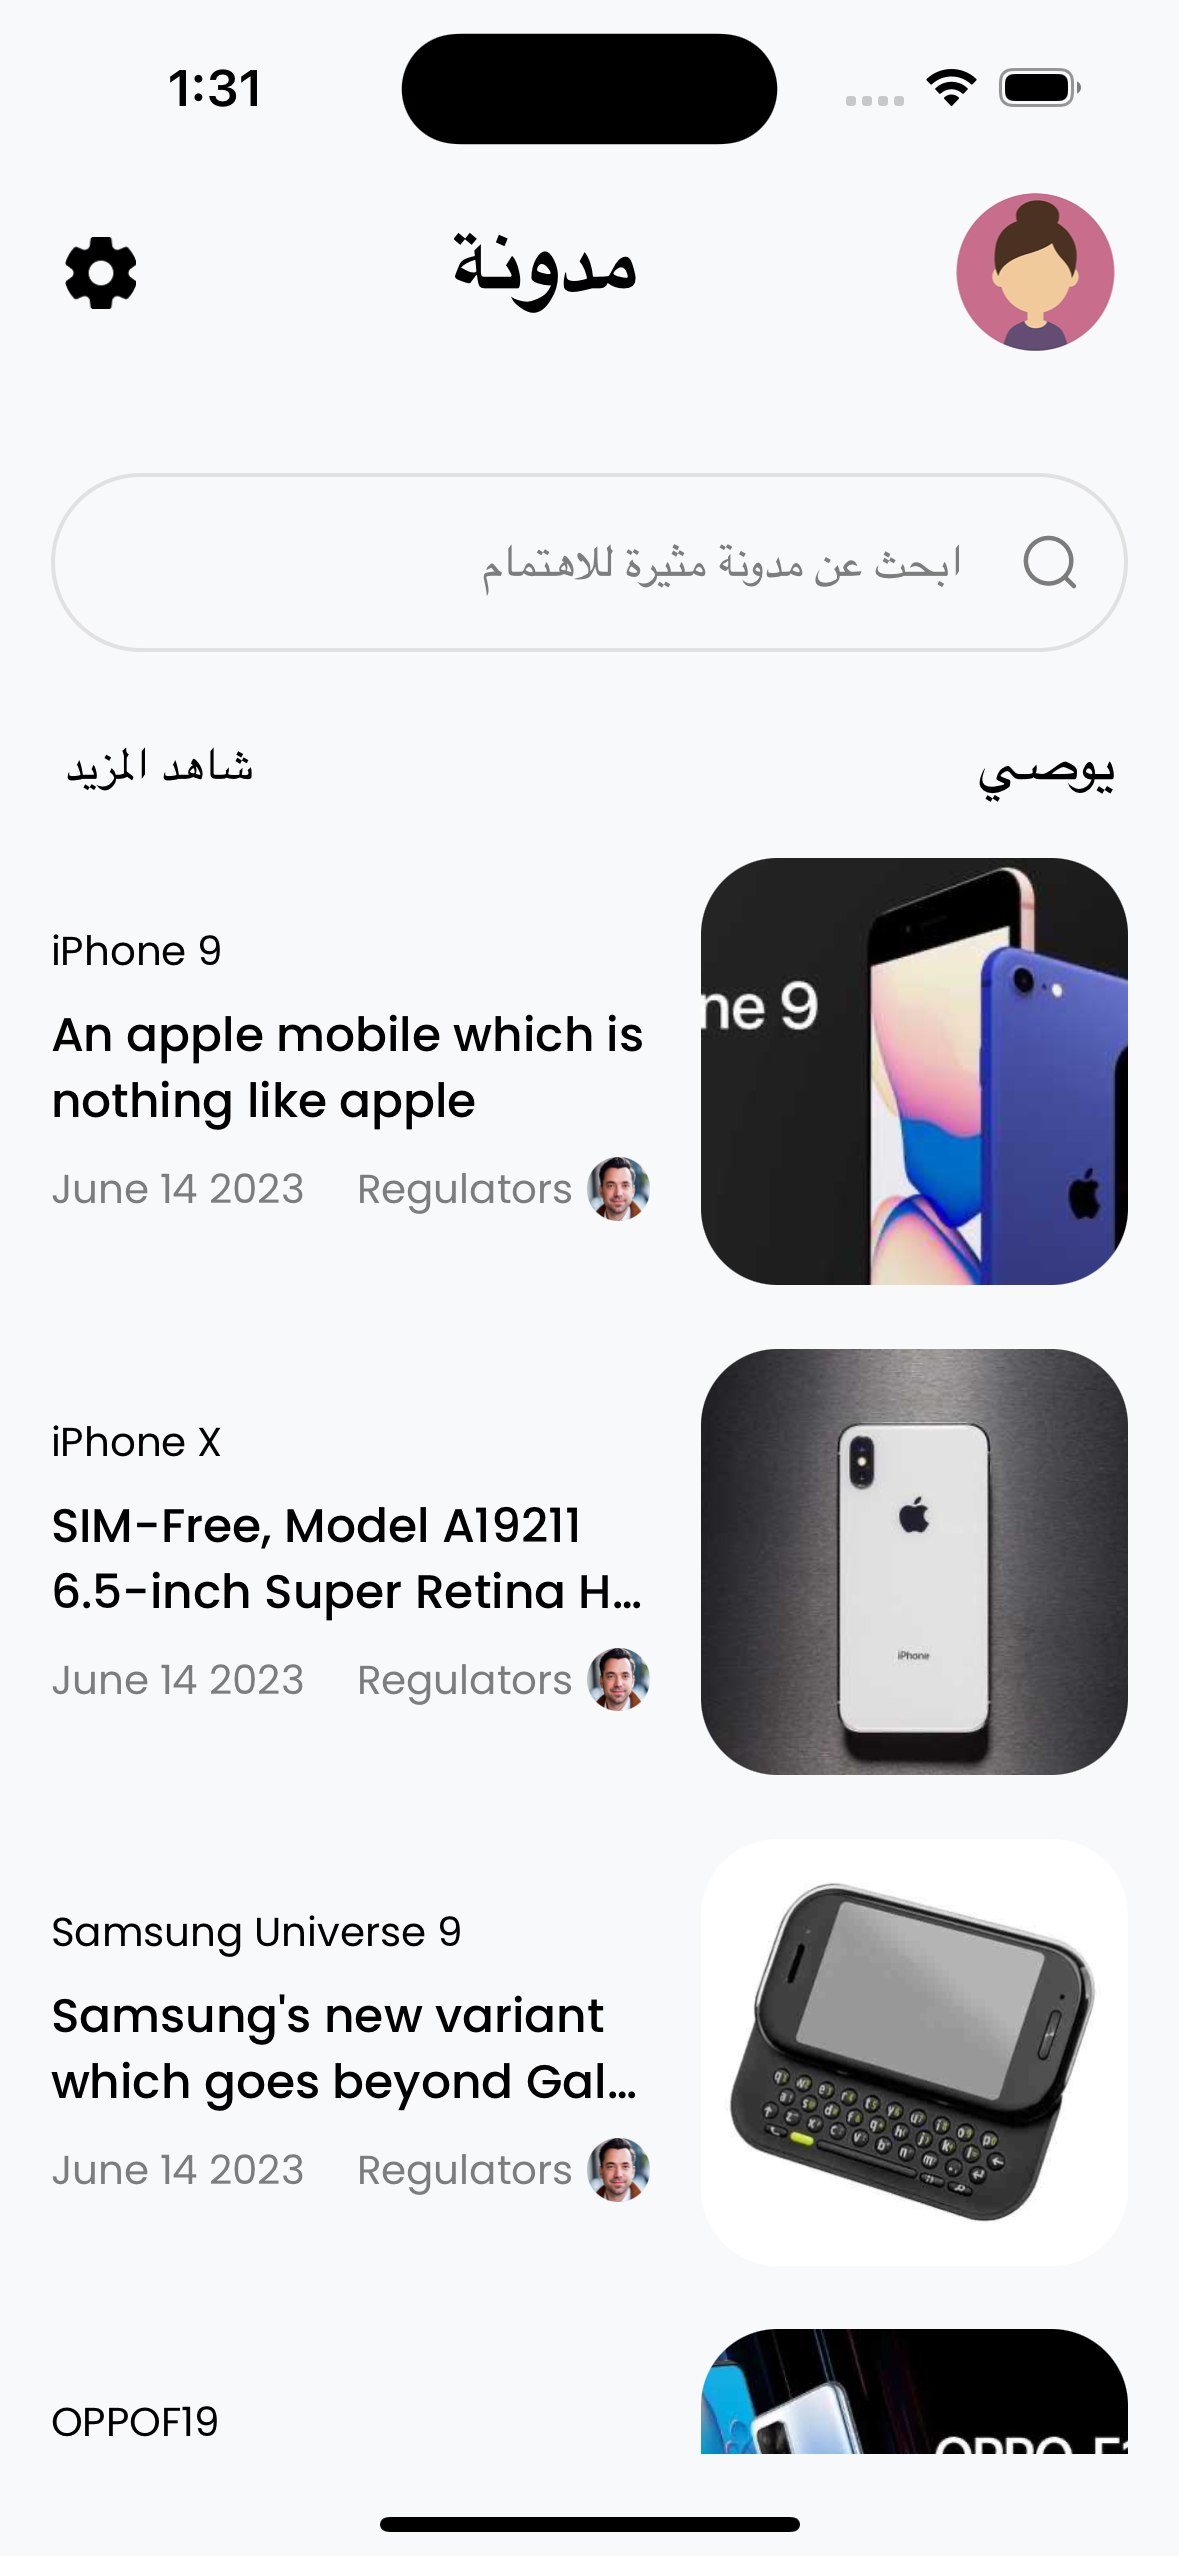 1:31
مدونة
ابحث عن مدونة مثيرة للاهتمام
يوصي
شاهد المزيد
iPhone 9
An apple mobile which is
nothing like apple
June 14 2023 Regulators
ne 9
iPhone X
SIM-Free, Model A19211
6.5-inch Super Retina H...
June 14 2023 Regulators
iPhone
Samsung Universe 9
Samsung's new variant
which goes beyond Gal...
June 14 2023 Regulators
OPPOF19
OPPO F1